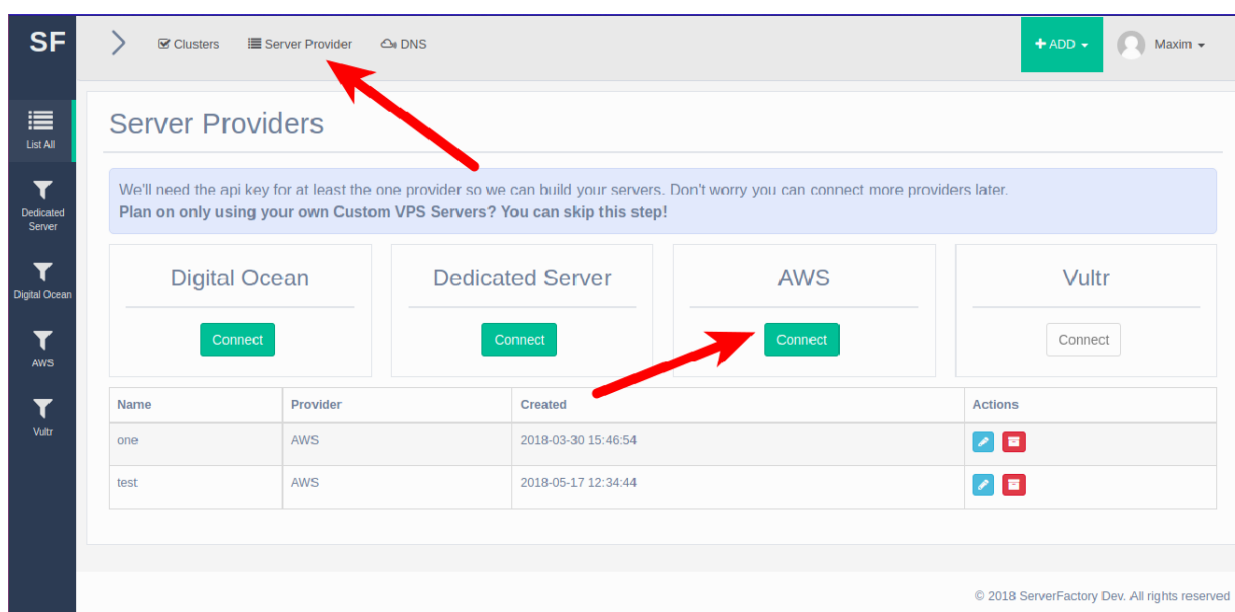 SF
Clusters Server Provider DNS
+ ADD Maxim
List All
Dedicated
Server
Digital Ocean
AWS
Vultr
Server Providers
We'll need the api key for at least the one provider so we can build your servers. Don't worry you can connect more providers later.
Plan on only using your own Custom VPS Servers? You can skip this step!
Digital Ocean Dedicated Server AWS Vultr
Connect Connect Connect Connect
Name Provider Created Actions
one AWS 2018-03-30 15:46:54
test AWS 2018-05-17 12:34:44
© 2018 ServerFactory Dev. All rights reserved